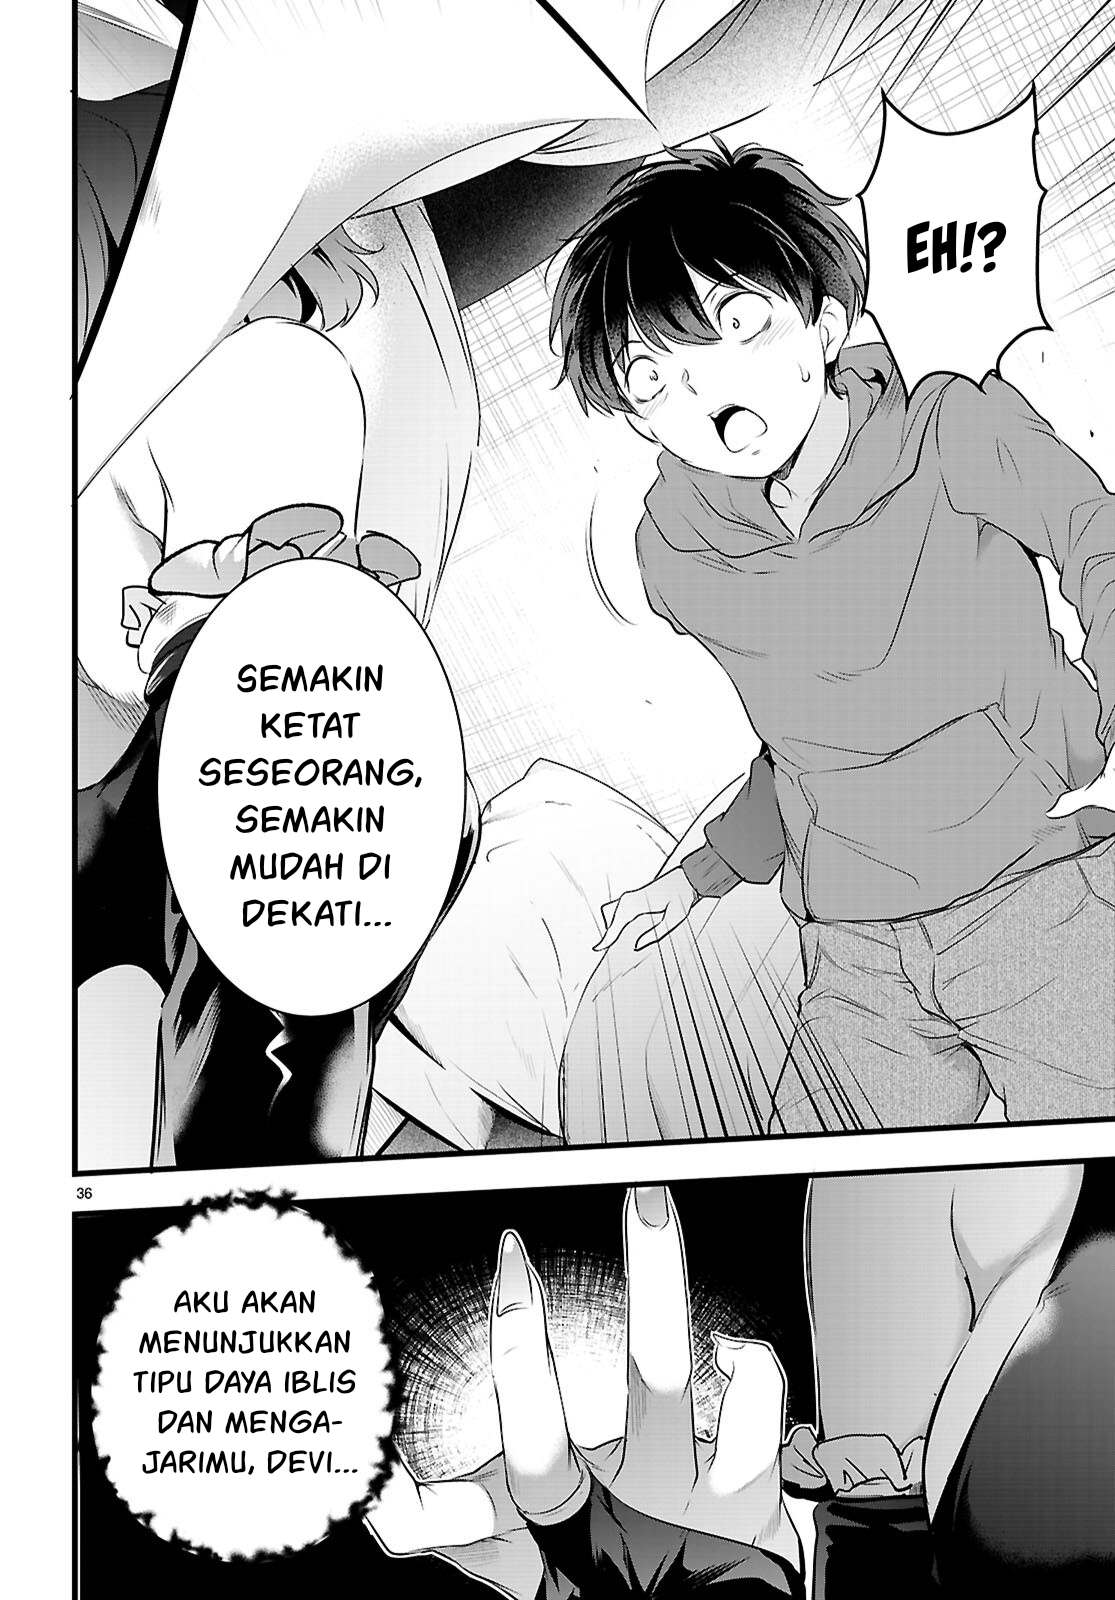 EH!?
SEMAKIN
KETAT
SESEORANG,
SEMAKIN
MUDAH DI
DEKATI...
36
AKU AKAN
MENUNJUKKAN
TIPU DAYA IBLIS
DAN MENGA-
JARIMU, DEVI...